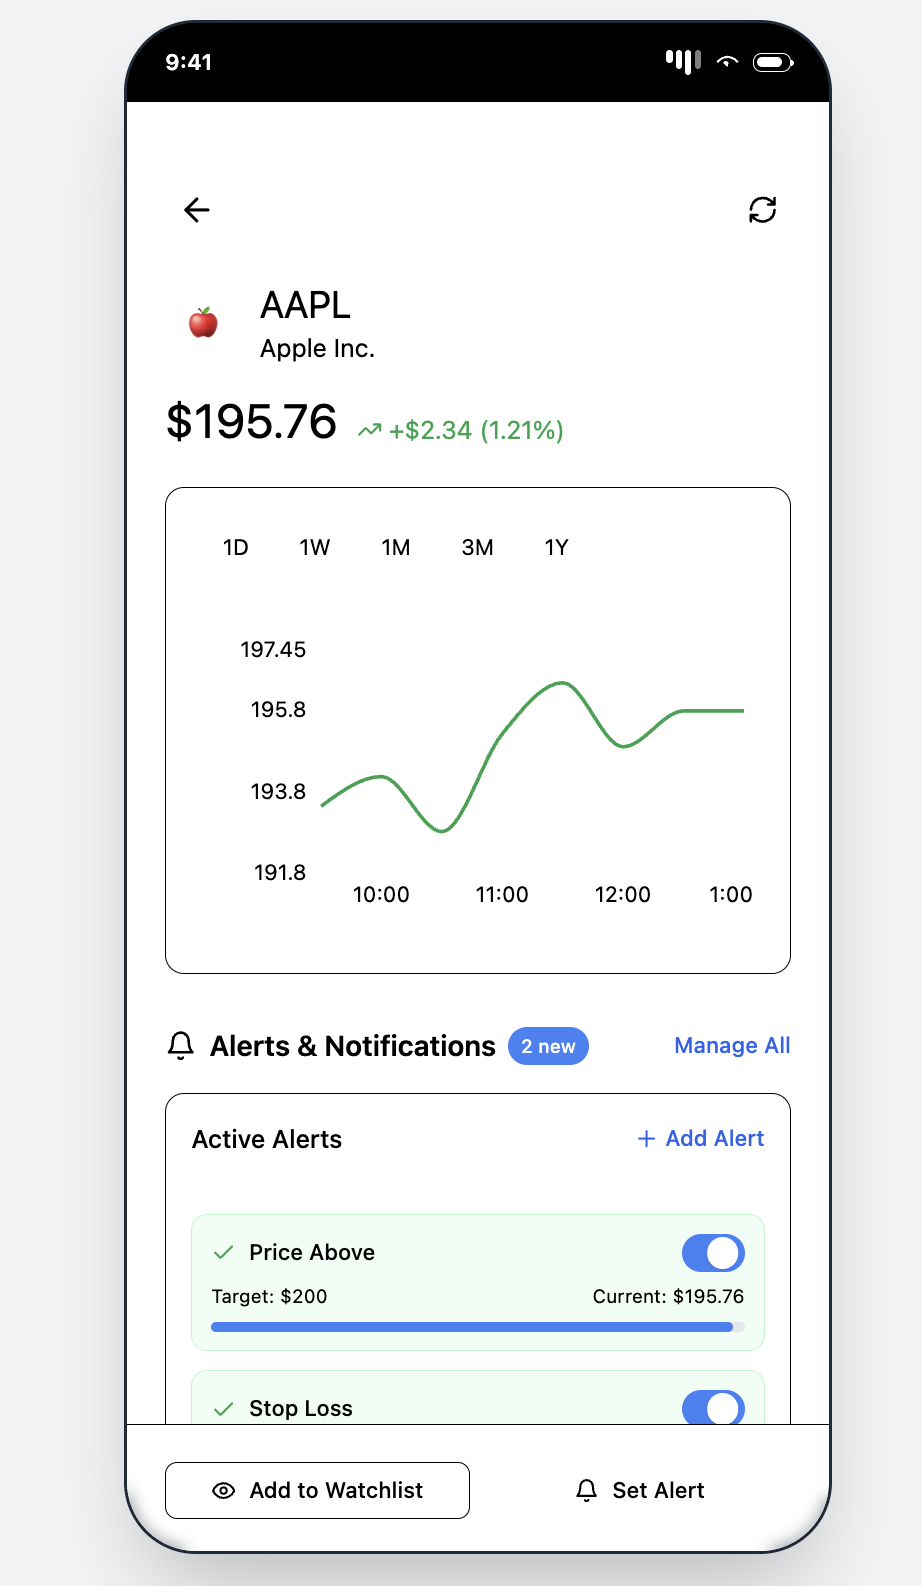 9:41
AAPL
Apple Inc.
$195.76 +$2.34 (1.21%)
1D 1W 1M 3M 1Y
197.45
195.8
193.8
191.8
10:00 11:00 12:00 1:00
Alerts & Notifications 2 new Manage All
Active Alerts + Add Alert
Price Above
Target: $200 Current: $195.76
Stop Loss
Add to Watchlist Set Alert